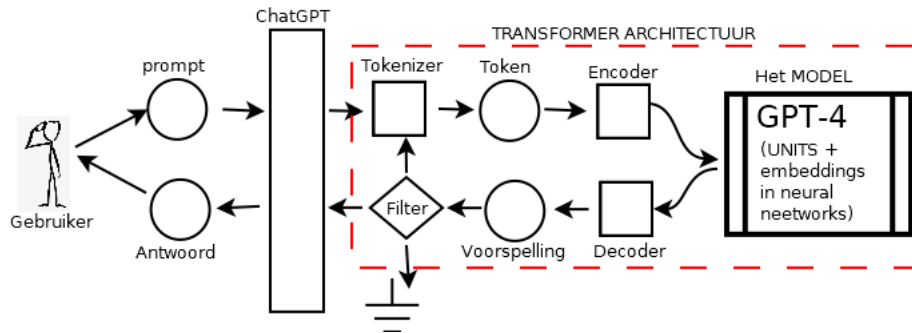 ChatGPT
TRANSFORMER ARCHITECTUUR
prompt
Tokenizer
Token
Encoder
Het MODEL
GPT-4
(UNITS +
embeddings
in neural
neetworks)
Gebruiker
Antwoord
Filter
Voorspelling
Decoder